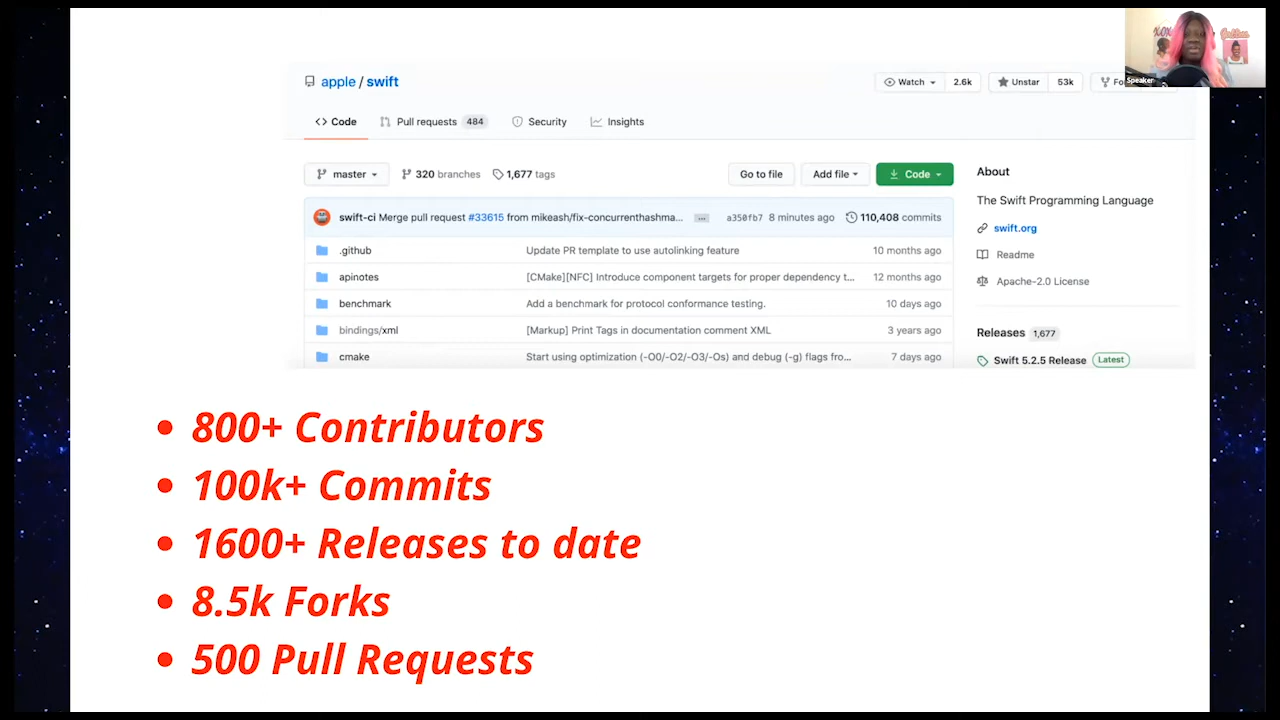 apple / swift
Watch 2.6k Unstar 53k
Code Pull requests 484 Security Insights
master 320 branches 1,677 tags Go to file Add file Code
swift-ci Merge pull request #33615 from mikeash/fix-concurrenthashma... ... a350fb7 8 minutes ago 110,408 commits
.github Update PR template to use autolinking feature 10 months ago
apinotes [CMake][NFC] Introduce component targets for proper dependency t... 12 months ago
benchmark Add a benchmark for protocol conformance testing. 10 days ago
bindings/xml [Markup] Print Tags in documentation comment XML 3 years ago
cmake Start using optimization (-O0/-O2/-O3/-Os) and debug (-g) flags fro... 7 days ago
About
The Swift Programming Language
swift.org
Readme
Apache-2.0 License
Releases 1,677
Swift 5.2.5 Release Latest
Speaker
• 800+ Contributors
• 100k+ Commits
• 1600+ Releases to date
• 8.5k Forks
• 500 Pull Requests